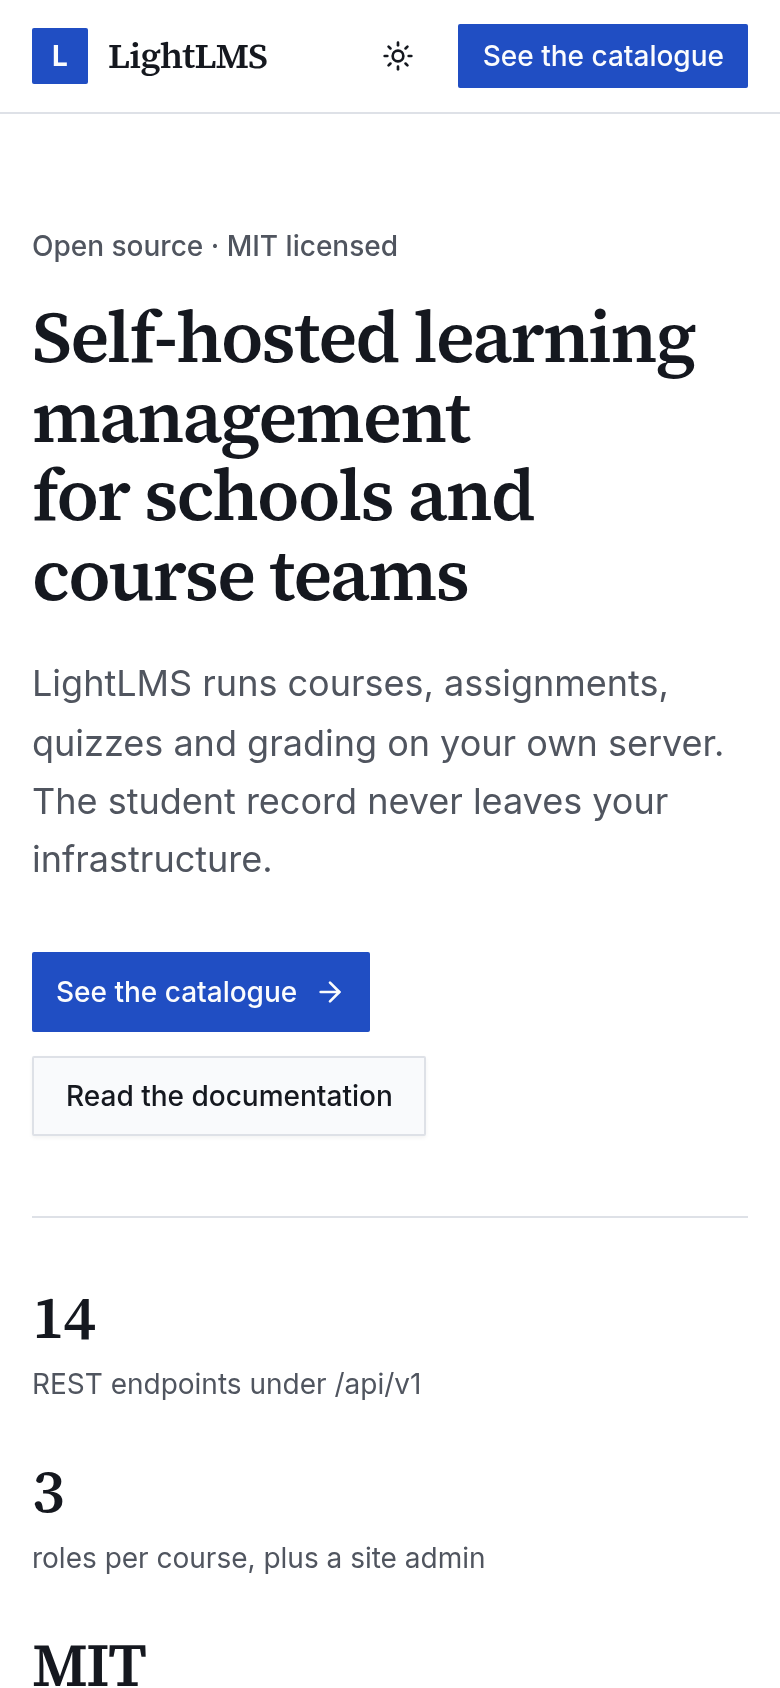 L LightLMS See the catalogue
Open source · MIT licensed
Self-hosted learning
management
for schools and
course teams
LightLMS runs courses, assignments,
quizzes and grading on your own server.
The student record never leaves your
infrastructure.
See the catalogue →
Read the documentation
14
REST endpoints under /api/v1
3
roles per course, plus a site admin
MIT